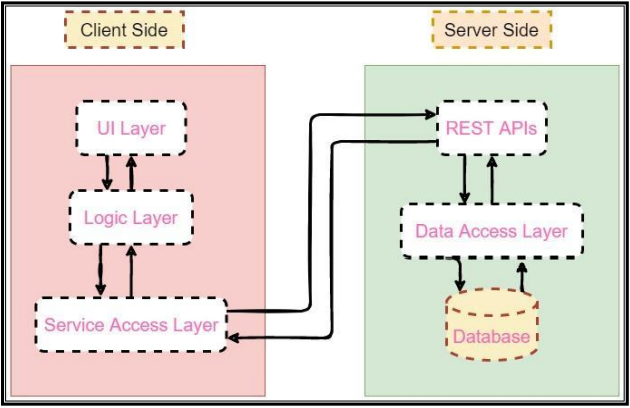 Client Side
Server Side
UI Layer
REST APIs
Logic Layer
Data Access Layer
Service Access Layer
Database